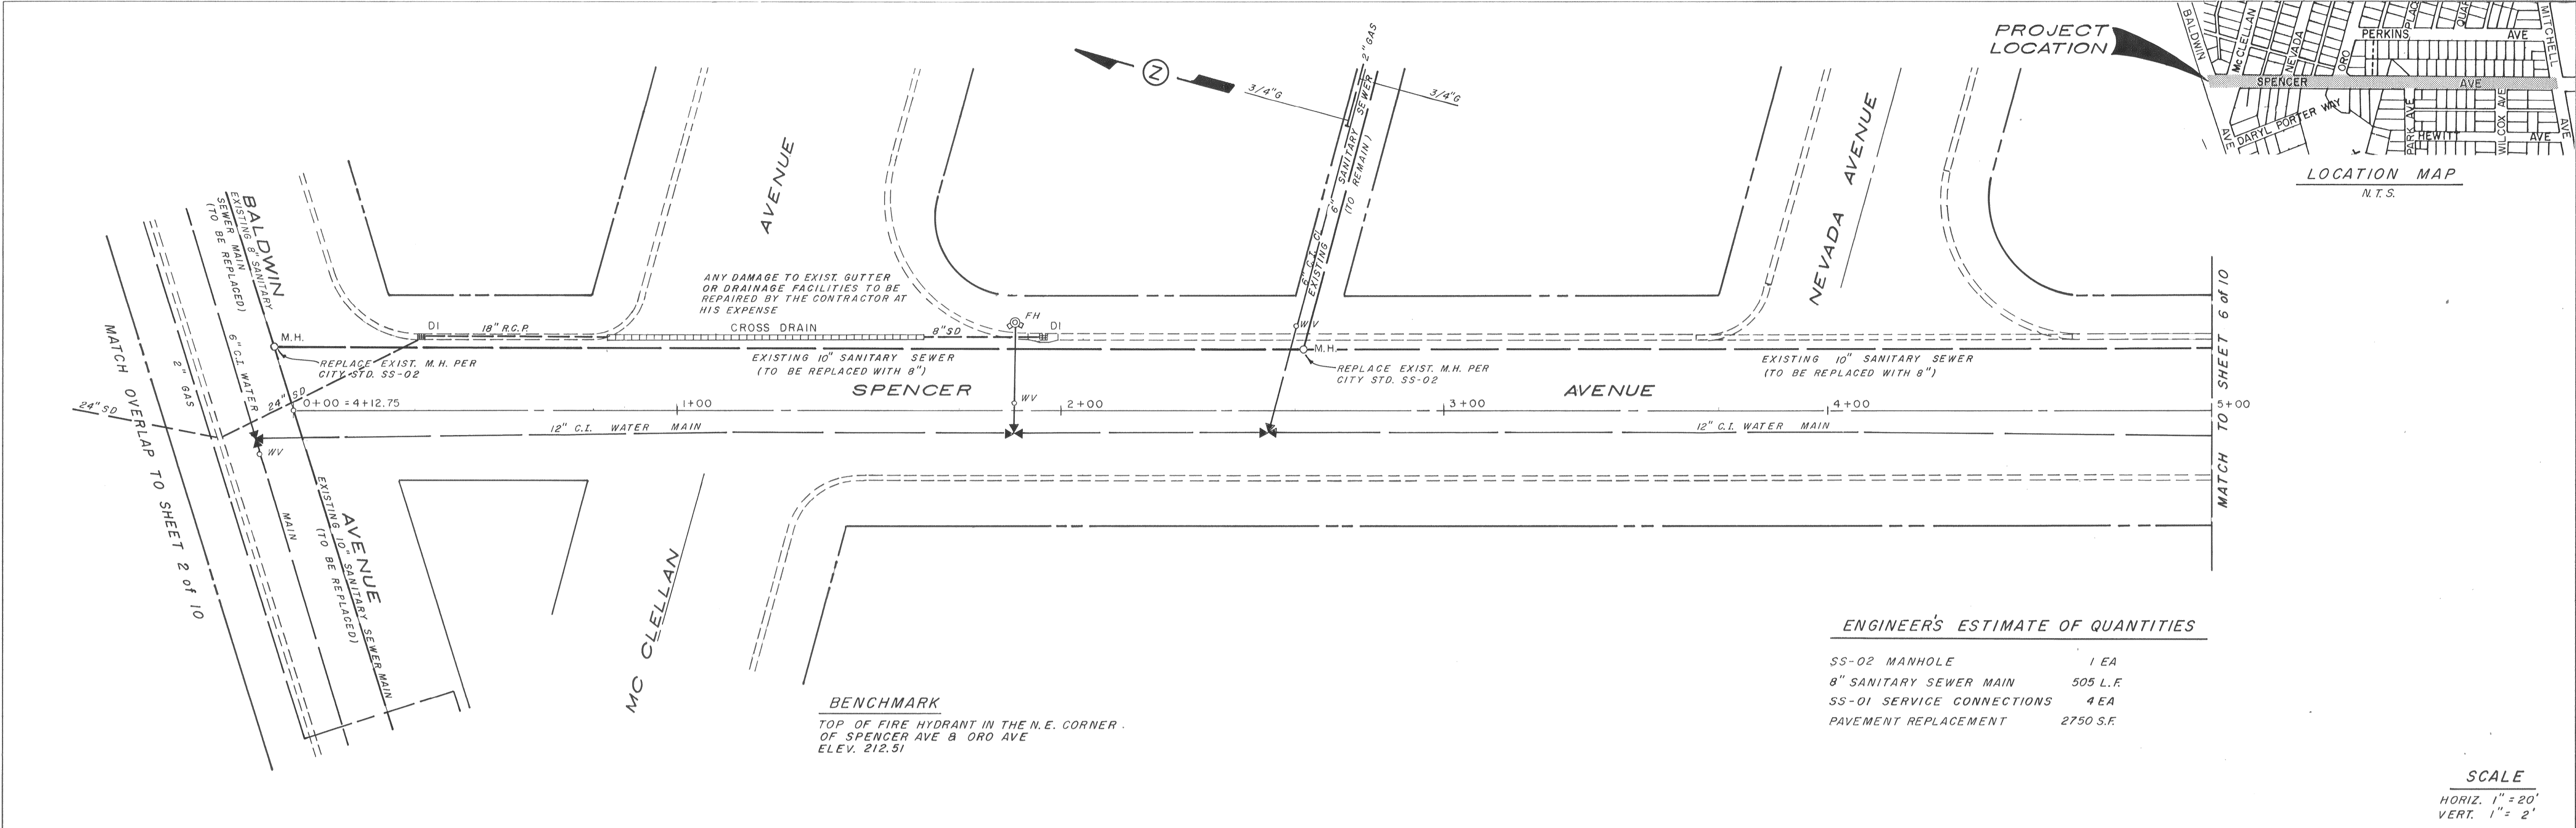 PROJECT
LOCATION
BALDWIN
AVE
McCLELLAN
NEVADA
ORO
PERKINS AVE
MITCHELL
AVE
SPENCER AVE
DARYL PORTER WAY
PARK AVE
HEWITT AVE
WILCOX AVE
LOCATION MAP
N.T.S.
Z
3/4"G
2" GAS
3/4"G
6" C.I. CL
EXISTING 6" SANITARY SEWER
(TO REMAIN)
AVENUE
NEVADA AVENUE
BALDWIN
EXISTING 8" SANITARY
SEWER MAIN
(TO BE REPLACED)
6" C.I. WATER
MAIN
2" GAS
MATCH OVERLAP TO SHEET 2 of 10
24" SD
24" SD
M.H.
REPLACE EXIST. M.H. PER
CITY STD. SS-02
DI
18" R.C.P.
ANY DAMAGE TO EXIST. GUTTER
OR DRAINAGE FACILITIES TO BE
REPAIRED BY THE CONTRACTOR AT
HIS EXPENSE
CROSS DRAIN
8"SD
FH
DI
EXISTING 10" SANITARY SEWER
(TO BE REPLACED WITH 8")
WV
M.H.
REPLACE EXIST. M.H. PER
CITY STD. SS-02
EXISTING 10" SANITARY SEWER
(TO BE REPLACED WITH 8")
SPENCER AVENUE
WV
0+00 = 4+12.75
1+00
2+00
3+00
4+00
5+00
12" C.I. WATER MAIN
12" C.I. WATER MAIN
WV
MATCH TO SHEET 6 of 10
AVENUE
EXISTING 10" SANITARY SEWER MAIN
(TO BE REPLACED)
MC CLELLAN
BENCHMARK
TOP OF FIRE HYDRANT IN THE N.E. CORNER
OF SPENCER AVE & ORO AVE
ELEV. 212.51
ENGINEER'S ESTIMATE OF QUANTITIES
SS-02 MANHOLE 1 EA
8" SANITARY SEWER MAIN 505 L.F.
SS-01 SERVICE CONNECTIONS 4 EA
PAVEMENT REPLACEMENT 2750 S.F.
SCALE
HORIZ. 1" = 20'
VERT. 1" = 2'